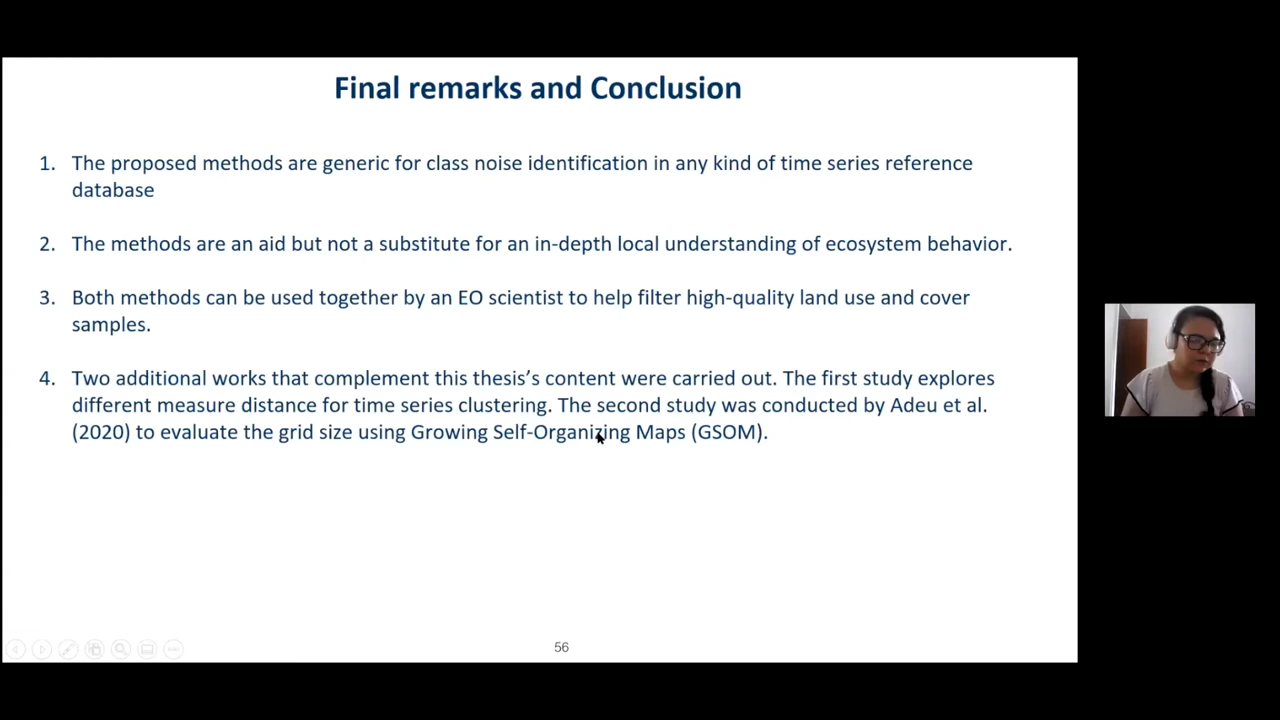 Final remarks and Conclusion
1. The proposed methods are generic for class noise identification in any kind of time series reference
database
2. The methods are an aid but not a substitute for an in-depth local understanding of ecosystem behavior.
3. Both methods can be used together by an EO scientist to help filter high-quality land use and cover
samples.
4. Two additional works that complement this thesis’s content were carried out. The first study explores
different measure distance for time series clustering. The second study was conducted by Adeu et al.
(2020) to evaluate the grid size using Growing Self-Organizing Maps (GSOM).
56